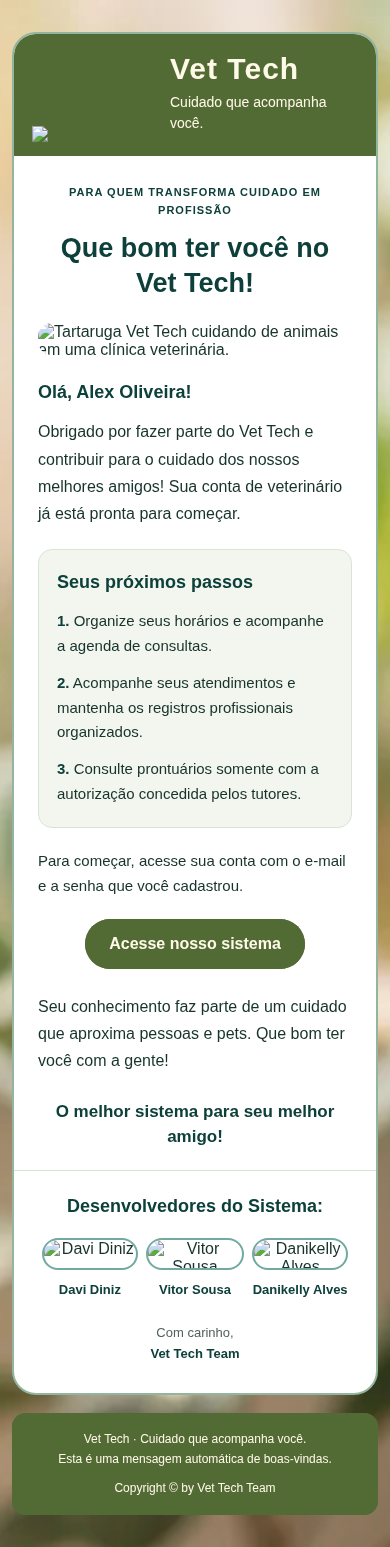 Vet Tech
Cuidado que acompanha
você.
PARA QUEM TRANSFORMA CUIDADO EM
PROFISSÃO
Que bom ter você no
Vet Tech!
Tartaruga Vet Tech cuidando de animais
em uma clínica veterinária.
Olá, Alex Oliveira!
Obrigado por fazer parte do Vet Tech e
contribuir para o cuidado dos nossos
melhores amigos! Sua conta de veterinário
já está pronta para começar.
Seus próximos passos
1. Organize seus horários e acompanhe
a agenda de consultas.
2. Acompanhe seus atendimentos e
mantenha os registros profissionais
organizados.
3. Consulte prontuários somente com a
autorização concedida pelos tutores.
Para começar, acesse sua conta com o e-mail
e a senha que você cadastrou.
Acesse nosso sistema
Seu conhecimento faz parte de um cuidado
que aproxima pessoas e pets. Que bom ter
você com a gente!
O melhor sistema para seu melhor
amigo!
Desenvolvedores do Sistema:
Davi Diniz
Vitor
Sousa
Danikelly
Alves
Davi Diniz
Vitor Sousa
Danikelly Alves
Com carinho,
Vet Tech Team
Vet Tech · Cuidado que acompanha você.
Esta é uma mensagem automática de boas-vindas.
Copyright © by Vet Tech Team